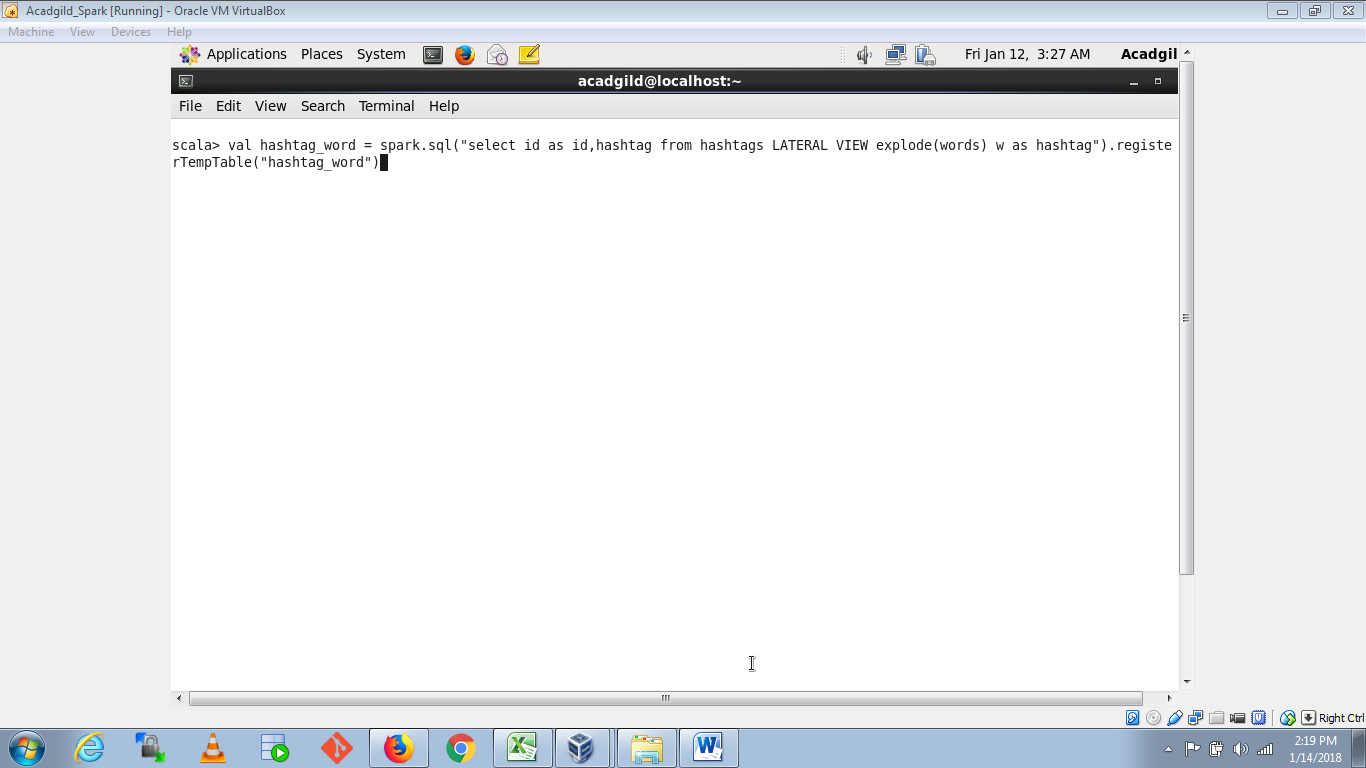 Acadgild_Spark [Running] - Oracle VM VirtualBox
Machine View Devices Help
Applications Places System Fri Jan 12, 3:27 AM Acadgil
acadgild@localhost:~
File Edit View Search Terminal Help
scala> val hashtag_word = spark.sql("select id as id,hashtag from hashtags LATERAL VIEW explode(words) w as hashtag").registe
rTempTable("hashtag_word")
Right Ctrl
2:19 PM
1/14/2018